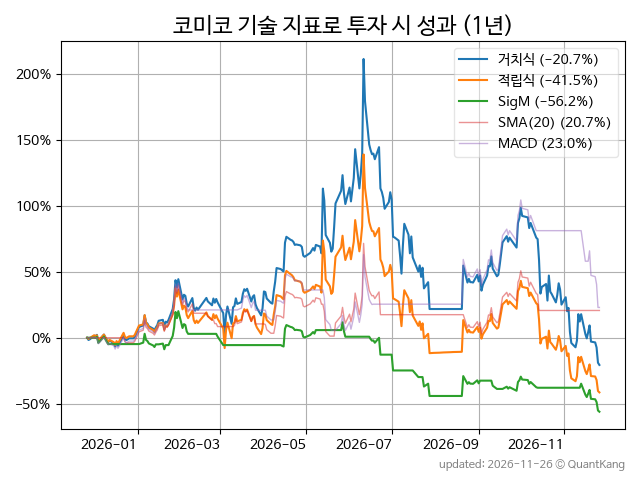 코미코 기술 지표로 투자 시 성과 (1년)
거치식 (-20.7%)
적립식 (-41.5%)
SigM (-56.2%)
SMA(20) (20.7%)
MACD (23.0%)
200%
150%
100%
50%
0%
-50%
2026-01 2026-03 2026-05 2026-07 2026-09 2026-11
updated: 2026-11-26 © QuantKang